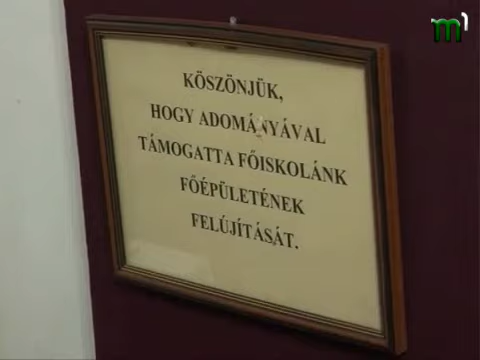 m1
KÖSZÖNJÜK,
HOGY ADOMÁNYÁVAL
TÁMOGATTA FŐISKOLÁNK
FŐÉPÜLETÉNEK
FELÚJÍTÁSÁT.